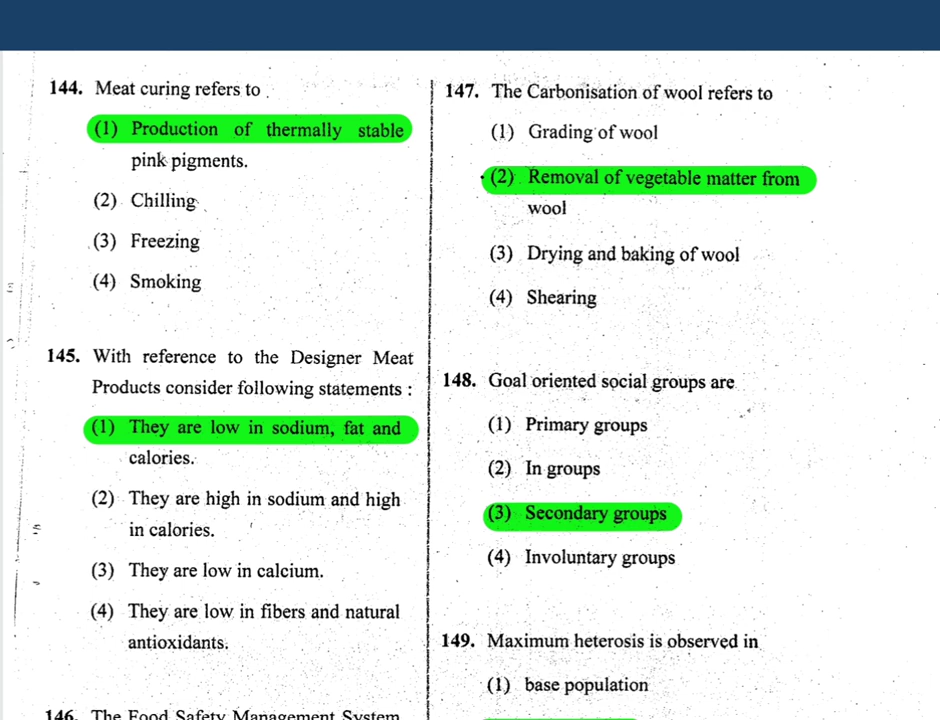 144. Meat curing refers to
(1) Production of thermally stable
pink pigments.
(2) Chilling
(3) Freezing
(4) Smoking
145. With reference to the Designer Meat
Products consider following statements :
(1) They are low in sodium, fat and
calories.
(2) They are high in sodium and high
in calories.
(3) They are low in calcium.
(4) They are low in fibers and natural
antioxidants.
146. The Food Safety Management System
147. The Carbonisation of wool refers to
(1) Grading of wool
(2) Removal of vegetable matter from
wool
(3) Drying and baking of wool
(4) Shearing
148. Goal oriented social groups are
(1) Primary groups
(2) In groups
(3) Secondary groups
(4) Involuntary groups
149. Maximum heterosis is observed in
(1) base population